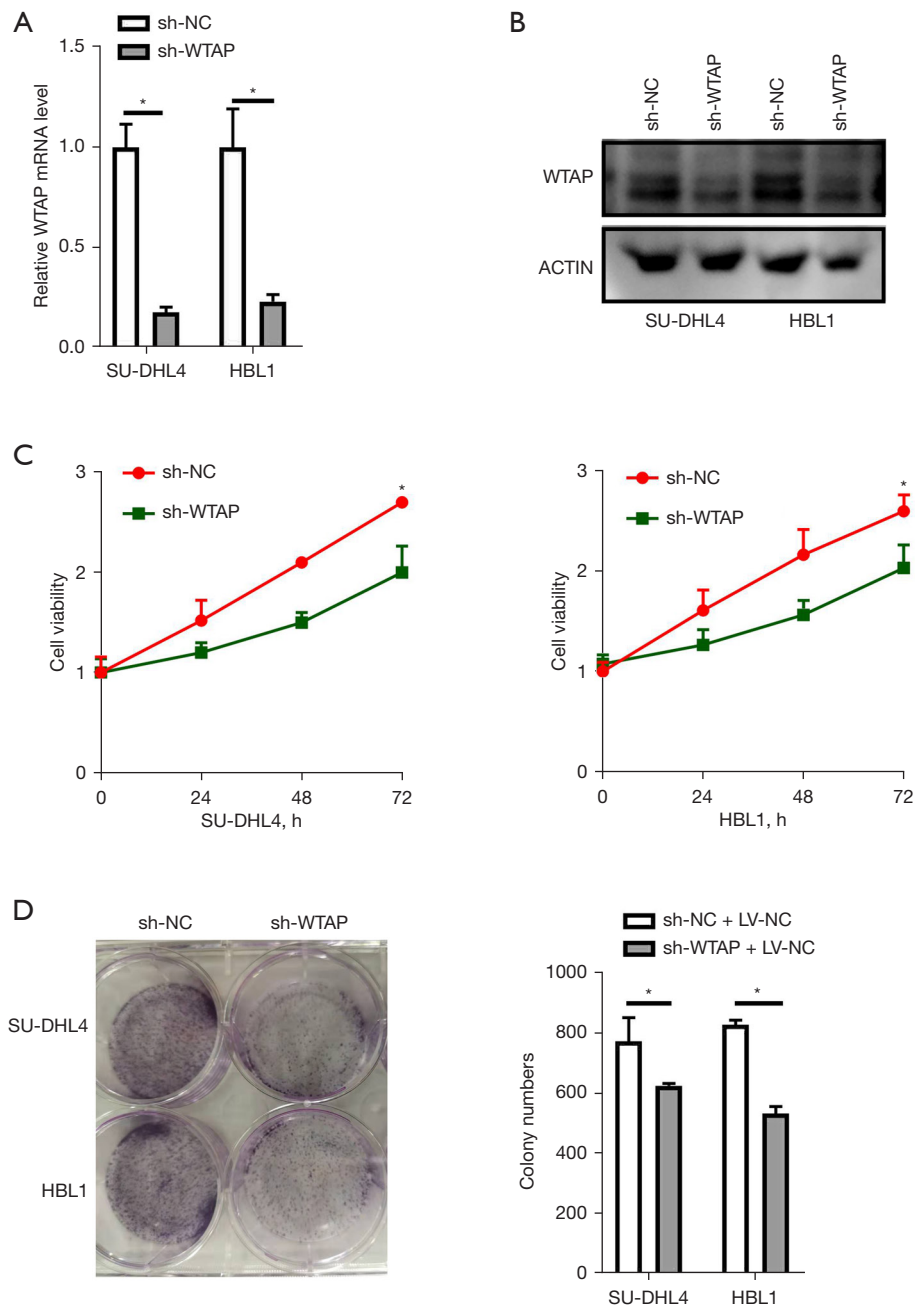 A
sh-NC
sh-WTAP
Relative WTAP mRNA level
1.5
1.0
0.5
0.0
*
*
SU-DHL4
HBL1
B
sh-NC
sh-WTAP
sh-NC
sh-WTAP
WTAP
ACTIN
SU-DHL4
HBL1
C
sh-NC
sh-WTAP
Cell viability
3
2
1
0
*
0
24
48
72
SU-DHL4, h
sh-NC
sh-WTAP
Cell viability
3
2
1
0
*
0
24
48
72
HBL1, h
D
sh-NC
sh-WTAP
SU-DHL4
HBL1
sh-NC + LV-NC
sh-WTAP + LV-NC
Colony numbers
1000
800
600
400
200
0
*
*
SU-DHL4
HBL1